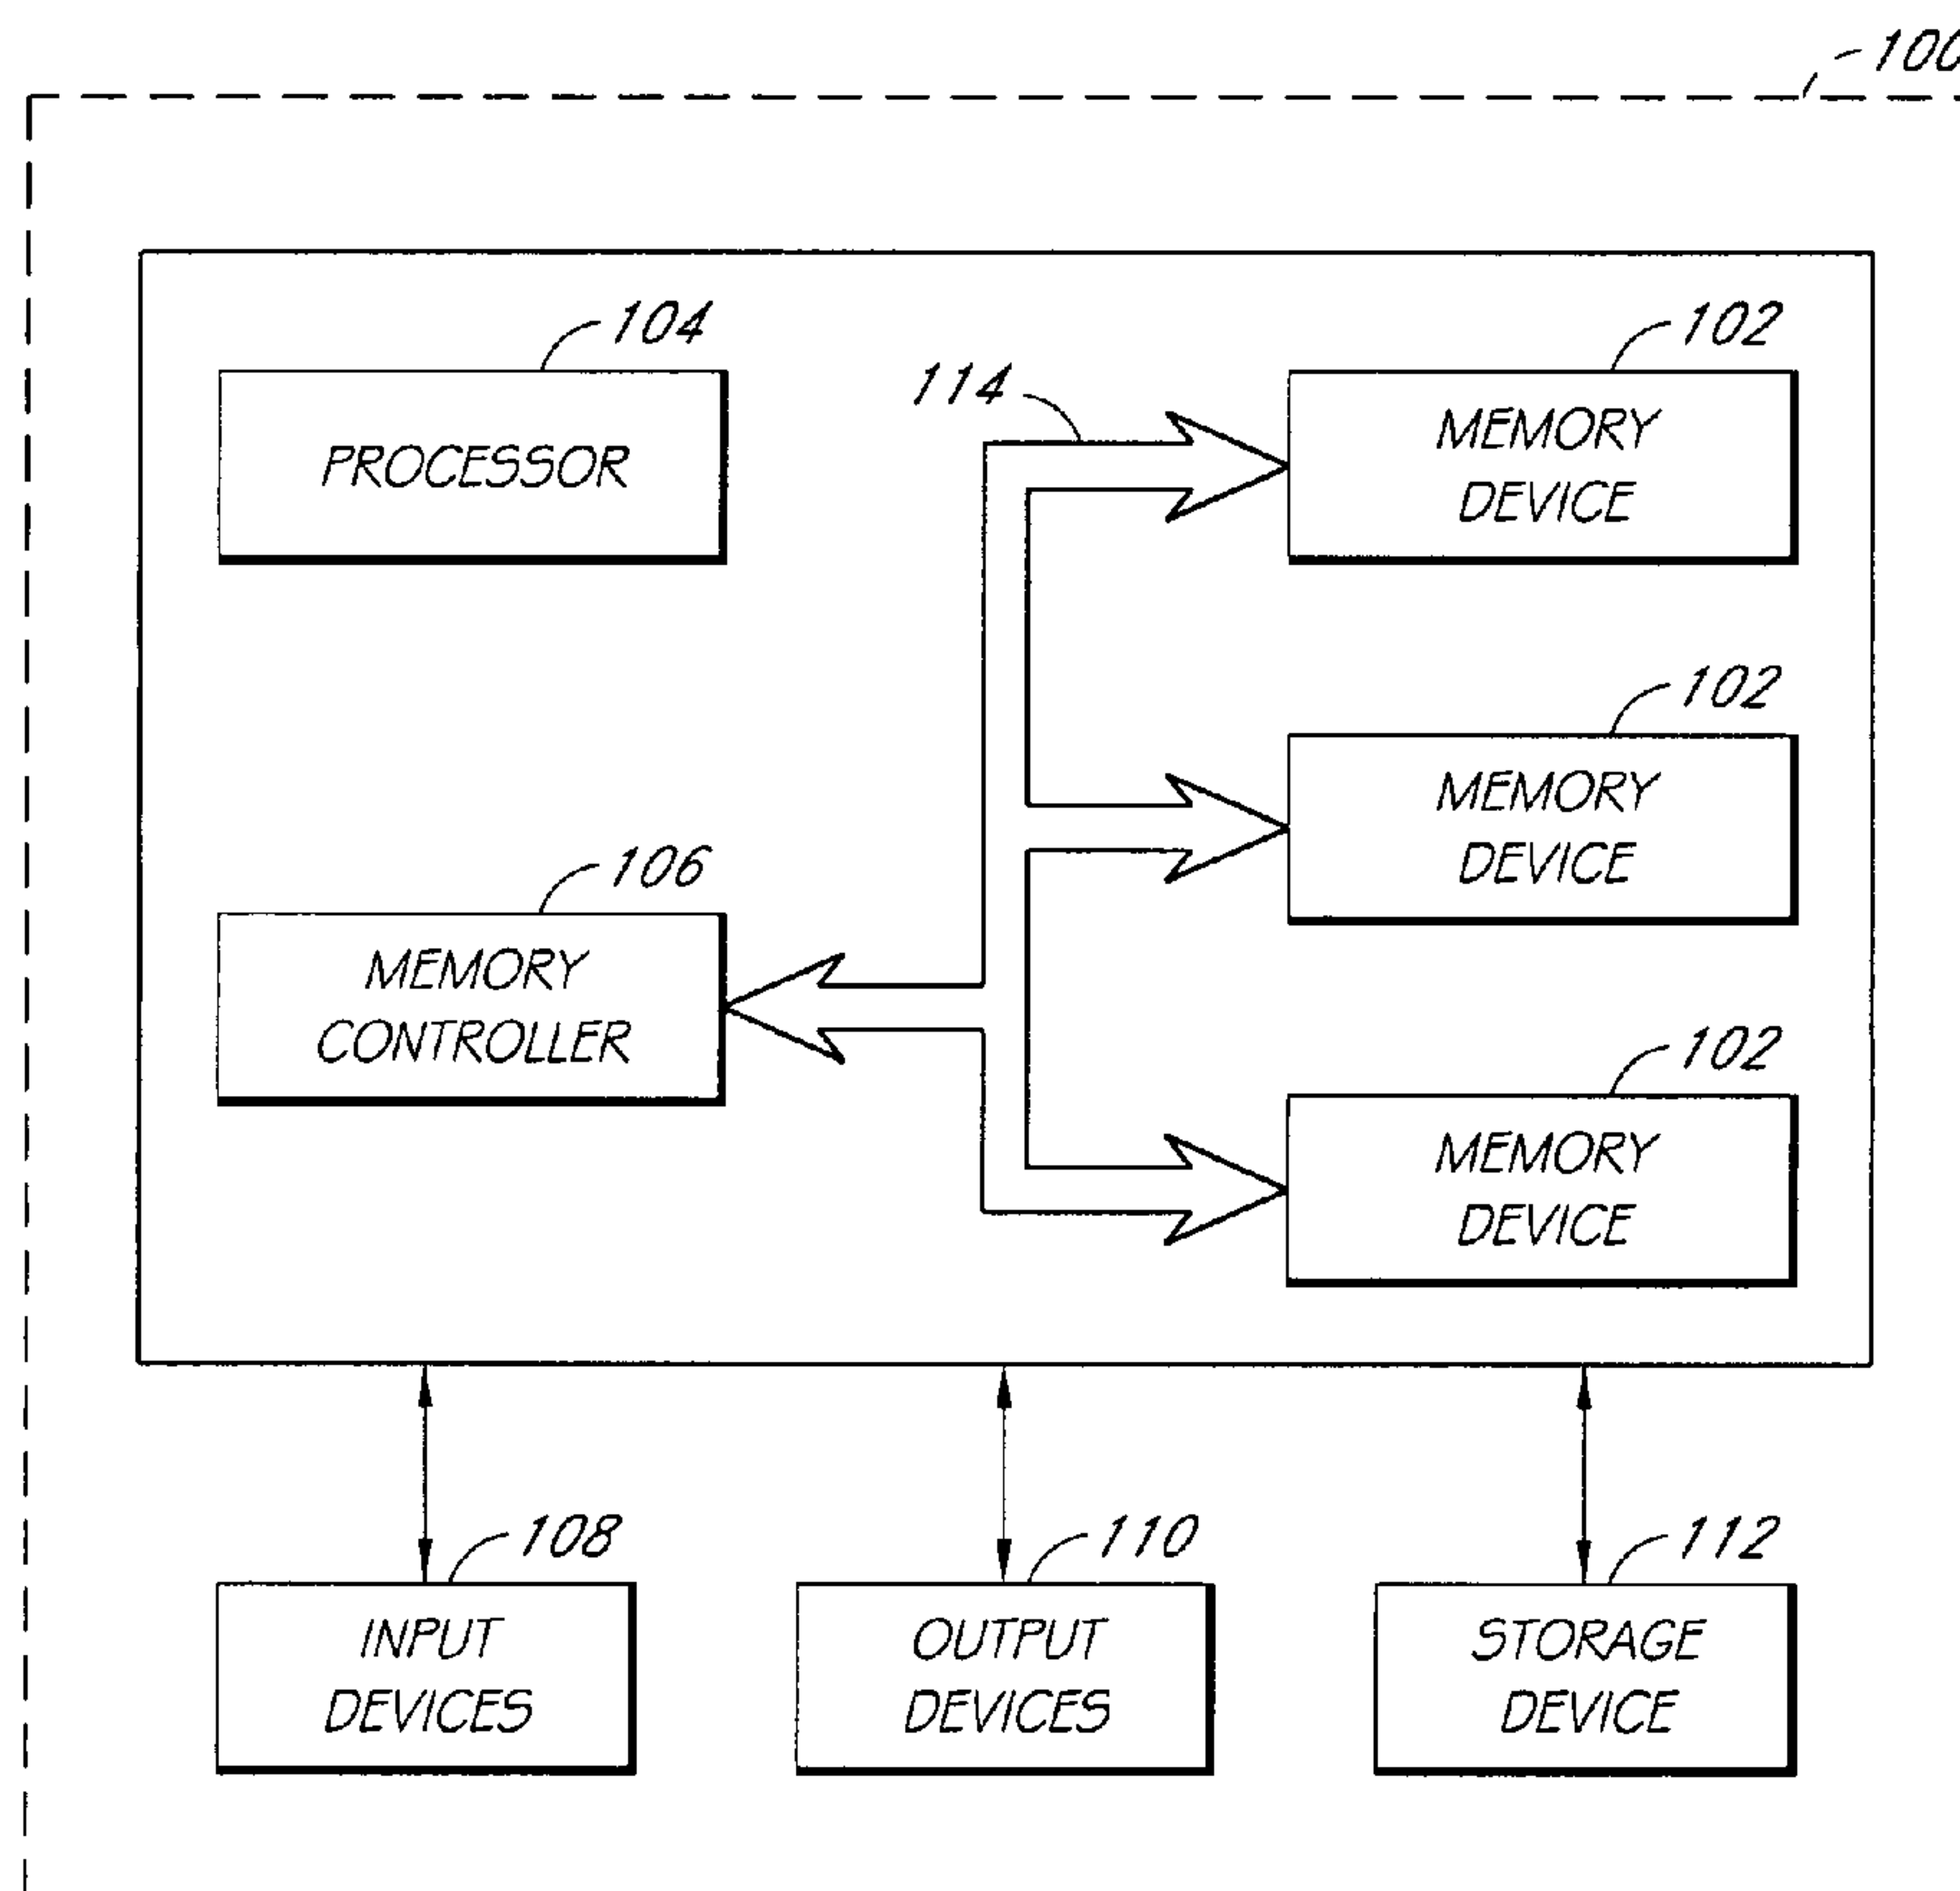 100
104
102
114
PROCESSOR
MEMORY
DEVICE
102
MEMORY
DEVICE
106
MEMORY
CONTROLLER
102
MEMORY
DEVICE
108
110
112
INPUT
DEVICES
OUTPUT
DEVICES
STORAGE
DEVICE